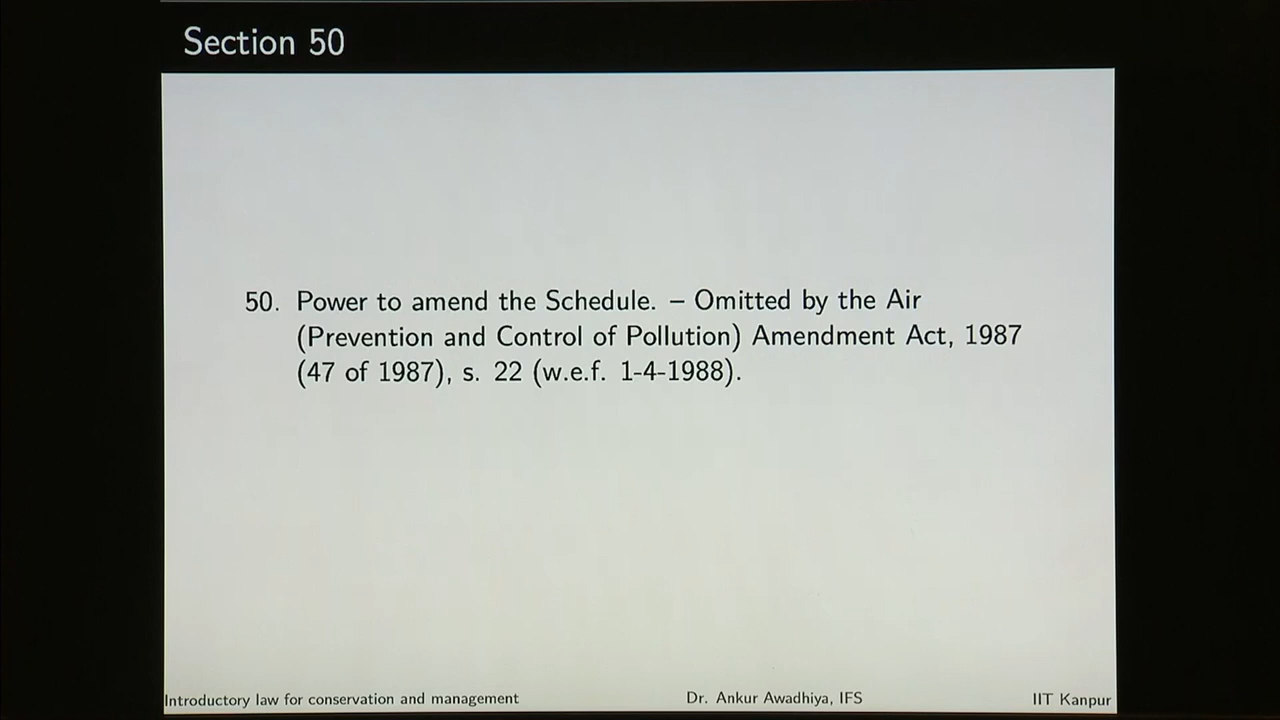 Section 50
50. Power to amend the Schedule. – Omitted by the Air
(Prevention and Control of Pollution) Amendment Act, 1987
(47 of 1987), s. 22 (w.e.f. 1-4-1988).
Introductory law for conservation and management Dr. Ankur Awadhiya, IFS IIT Kanpur